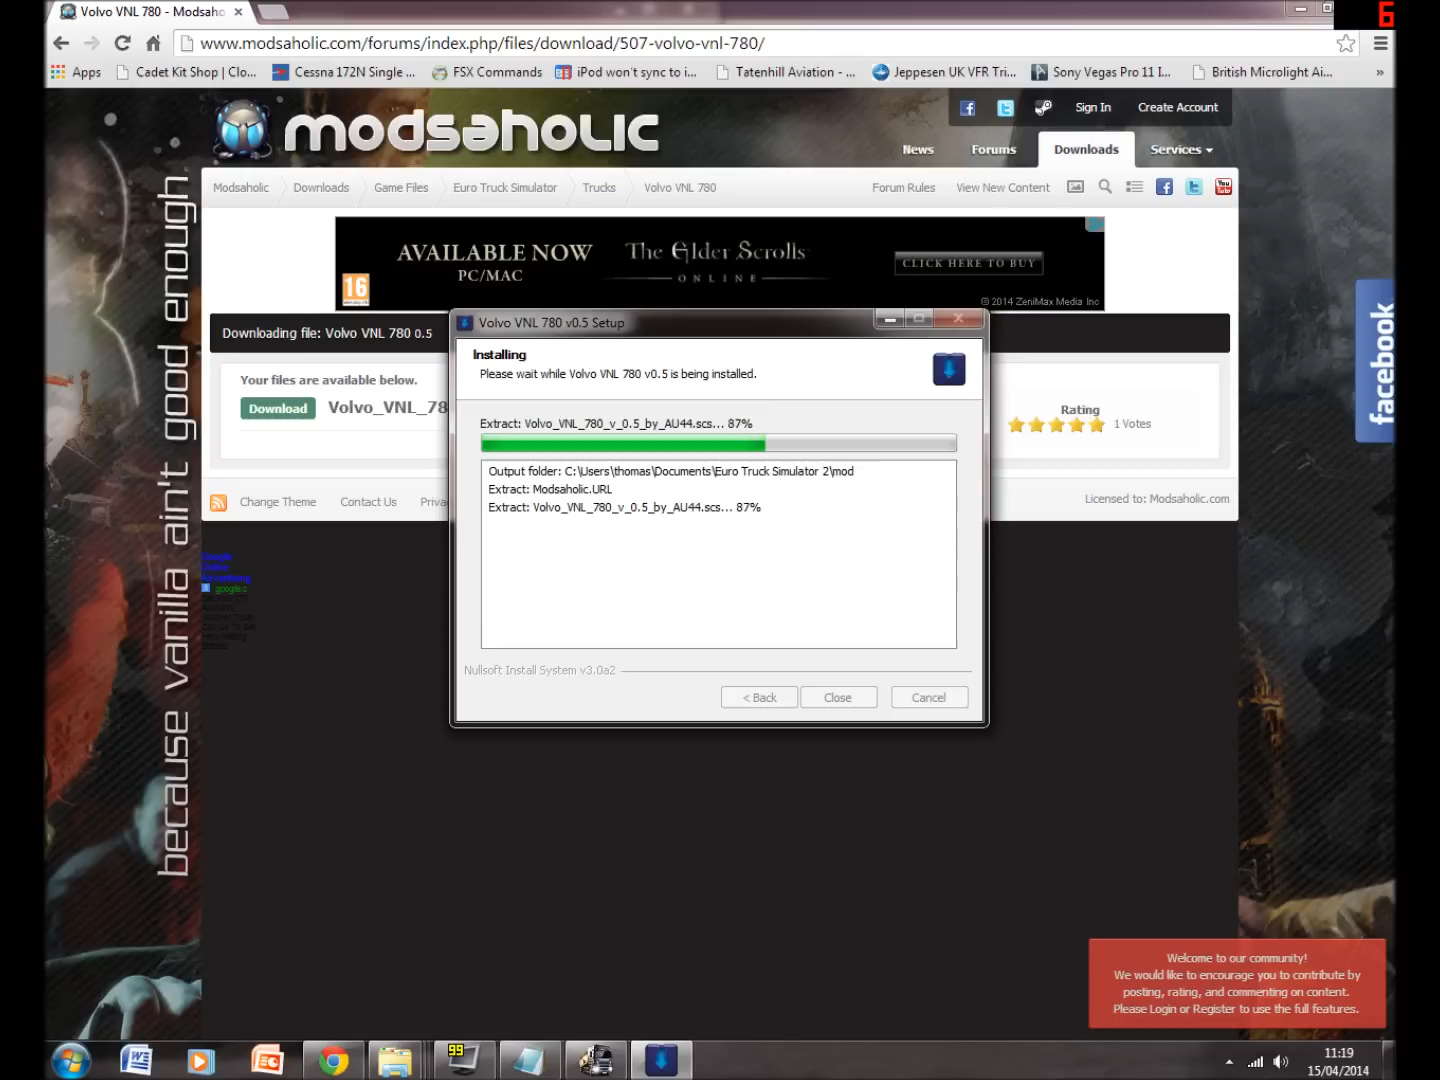 Volvo VNL 780 - Modsaho
6
www.modsaholic.com/forums/index.php/files/download/507-volvo-vnl-780/
Apps Cadet Kit Shop | Clo... Cessna 172N Single ... FSX Commands iPod won't sync to i... Tatenhill Aviation - ... Jeppesen UK VFR Tri... Sony Vegas Pro 11 I... British Microlight Ai... »
modsaholic
Sign In Create Account
News Forums Downloads Services
Modsaholic Downloads Game Files Euro Truck Simulator Trucks Volvo VNL 780 Forum Rules View New Content
You Tube
because vanilla ain't good enough.
AVAILABLE NOW
PC/MAC
The Elder Scrolls
ONLINE
CLICK HERE TO BUY
16
© 2014 ZeniMax Media Inc
facebook
Downloading file: Volvo VNL 780 0.5
Your files are available below.
Download Volvo_VNL_78
Rating
1 Votes
Change Theme Contact Us Priva
Licensed to: Modsaholic.com
Volvo VNL 780 v0.5 Setup
Installing
Please wait while Volvo VNL 780 v0.5 is being installed.
Extract: Volvo_VNL_780_v_0.5_by_AU44.scs... 87%
Output folder: C:\Users\thomas\Documents\Euro Truck Simulator 2\mod
Extract: Modsaholic.URL
Extract: Volvo_VNL_780_v_0.5_by_AU44.scs... 87%
Nullsoft Install System v3.0a2
< Back Close Cancel
Google
Online
Advertising
google.c
Welcome to our community!
We would like to encourage you to contribute by
posting, rating, and commenting on content.
Please Login or Register to use the full features.
99
11:19
15/04/2014